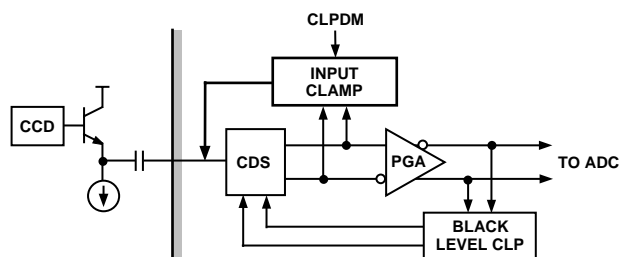 CLPDM
INPUT
CLAMP
CCD
CDS
PGA
TO ADC
BLACK
LEVEL CLP